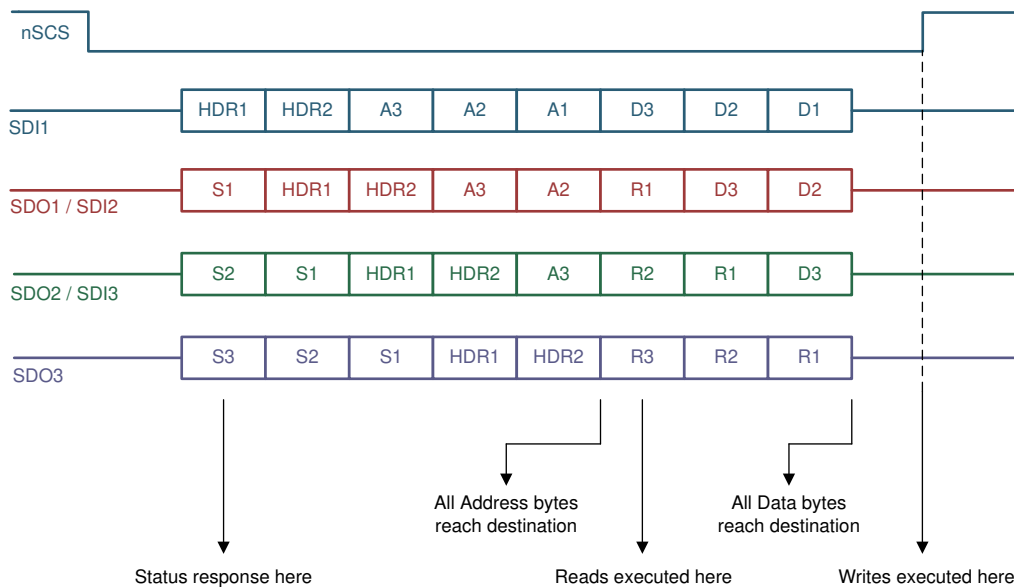 nSCS
HDR1 HDR2 A3 A2 A1 D3 D2 D1
SDI1
S1 HDR1 HDR2 A3 A2 R1 D3 D2
SDO1 / SDI2
S2 S1 HDR1 HDR2 A3 R2 R1 D3
SDO2 / SDI3
S3 S2 S1 HDR1 HDR2 R3 R2 R1
SDO3
All Address bytes
reach destination
All Data bytes
reach destination
Status response here
Reads executed here
Writes executed here